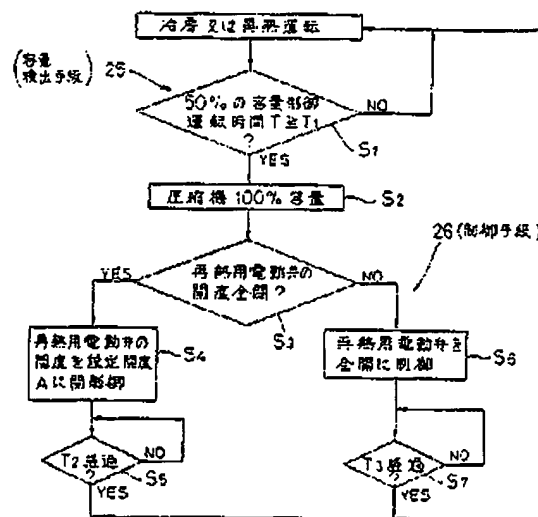 冷房又は再熱運転
(容量
検出手段)
25
50%の容量制御
運転時間T≧T1
?
NO
S1
YES
圧縮機100%容量
S2
26(制御手段)
YES
再熱用電動弁の
開度全閉?
NO
S3
再熱用電動弁の
開度を設定開度
Aに開制御
S4
再熱用電動弁を
全閉に制御
S6
T2経過
?
NO
S5
YES
T3経過
?
NO
S7
YES